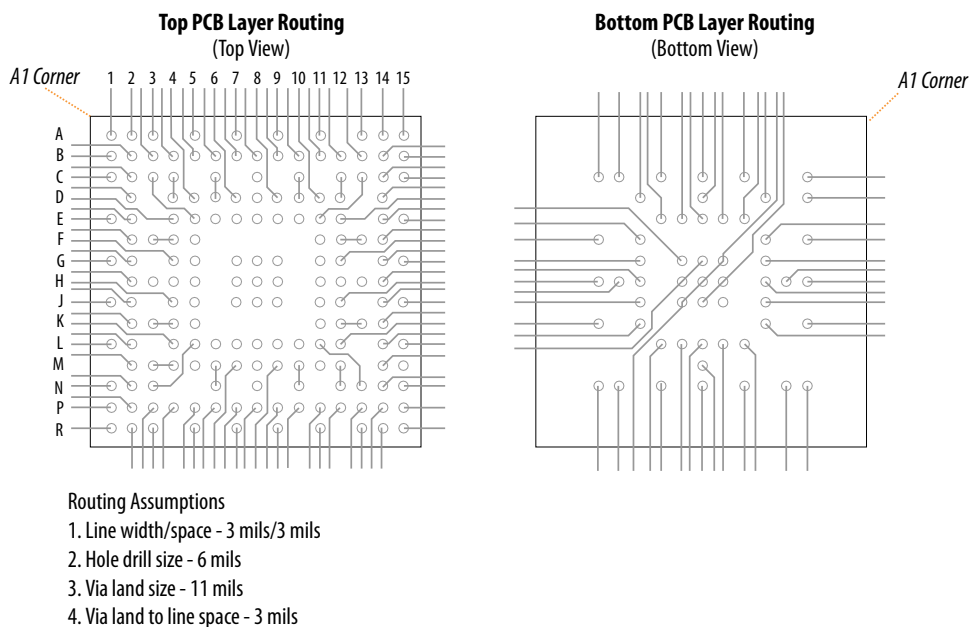 Top PCB Layer Routing
(Top View)
A1 Corner 1 2 3 4 5 6 7 8 9 10 11 12 13 14 15
A
B
C
D
E
F
G
H
J
K
L
M
N
P
R
Bottom PCB Layer Routing
(Bottom View)
A1 Corner
Routing Assumptions
1. Line width/space - 3 mils/3 mils
2. Hole drill size - 6 mils
3. Via land size - 11 mils
4. Via land to line space - 3 mils